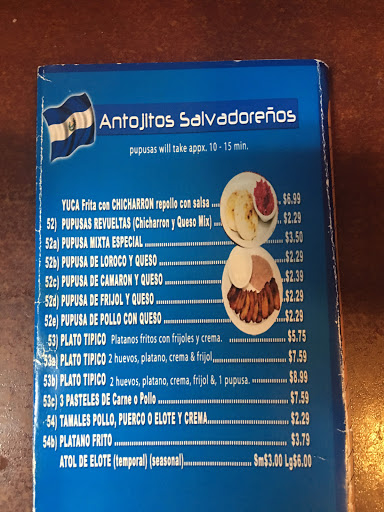 Antojitos Salvadoreños
pupusas will take appx. 10 - 15 min.
YUCA Frita con CHICHARRON repollo con salsa .... $6.99
52) PUPUSAS REVUELTAS (Chicharron y Queso Mix) $2.29
52a) PUPUSA MIXTA ESPECIAL .... $3.50
52b) PUPUSA DE LOROCO Y QUESO .... $2.29
52c) PUPUSA DE CAMARON Y QUESO .... $2.39
52d) PUPUSA DE FRIJOL Y QUESO .... $2.29
52e) PUPUSA DE POLLO CON QUESO .... $2.29
53) PLATO TIPICO Platanos fritos con frijoles y crema. .... $5.75
53a) PLATO TIPICO 2 huevos, platano, crema & frijol .... $7.59
53b) PLATO TIPICO 2 huevos, platano, crema, frijol &, 1 pupusa. .... $8.99
53c) 3 PASTELES DE Carne o Pollo .... $7.59
54) TAMALES POLLO, PUERCO O ELOTE Y CREMA .... $2.29
54b) PLATANO FRITO .... $3.79
ATOL DE ELOTE (temporal) (seasonal) .... Sm$3.00 Lg$6.00